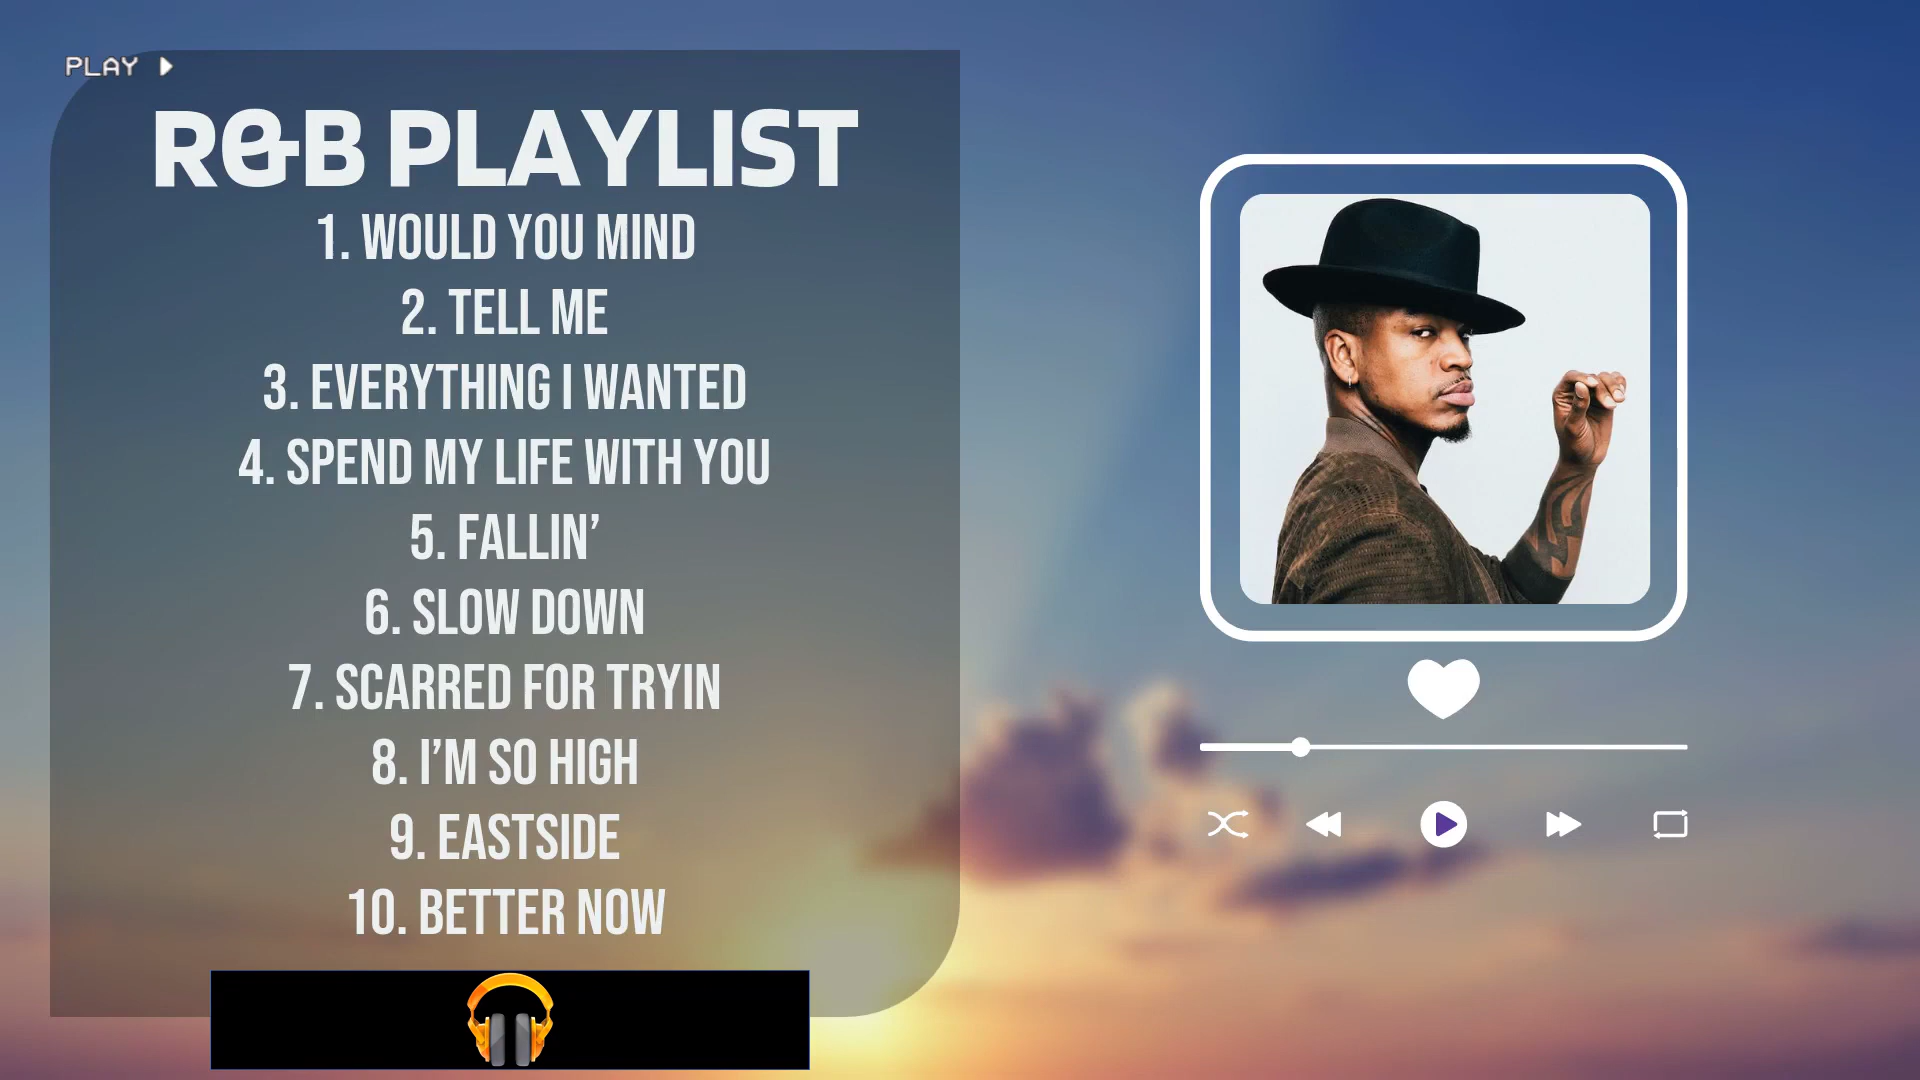 PLAY
R&B PLAYLIST
1. WOULD YOU MIND
2. TELL ME
3. EVERYTHING I WANTED
4. SPEND MY LIFE WITH YOU
5. FALLIN’
6. SLOW DOWN
7. SCARRED FOR TRYIN
8. I’M SO HIGH
9. EASTSIDE
10. BETTER NOW